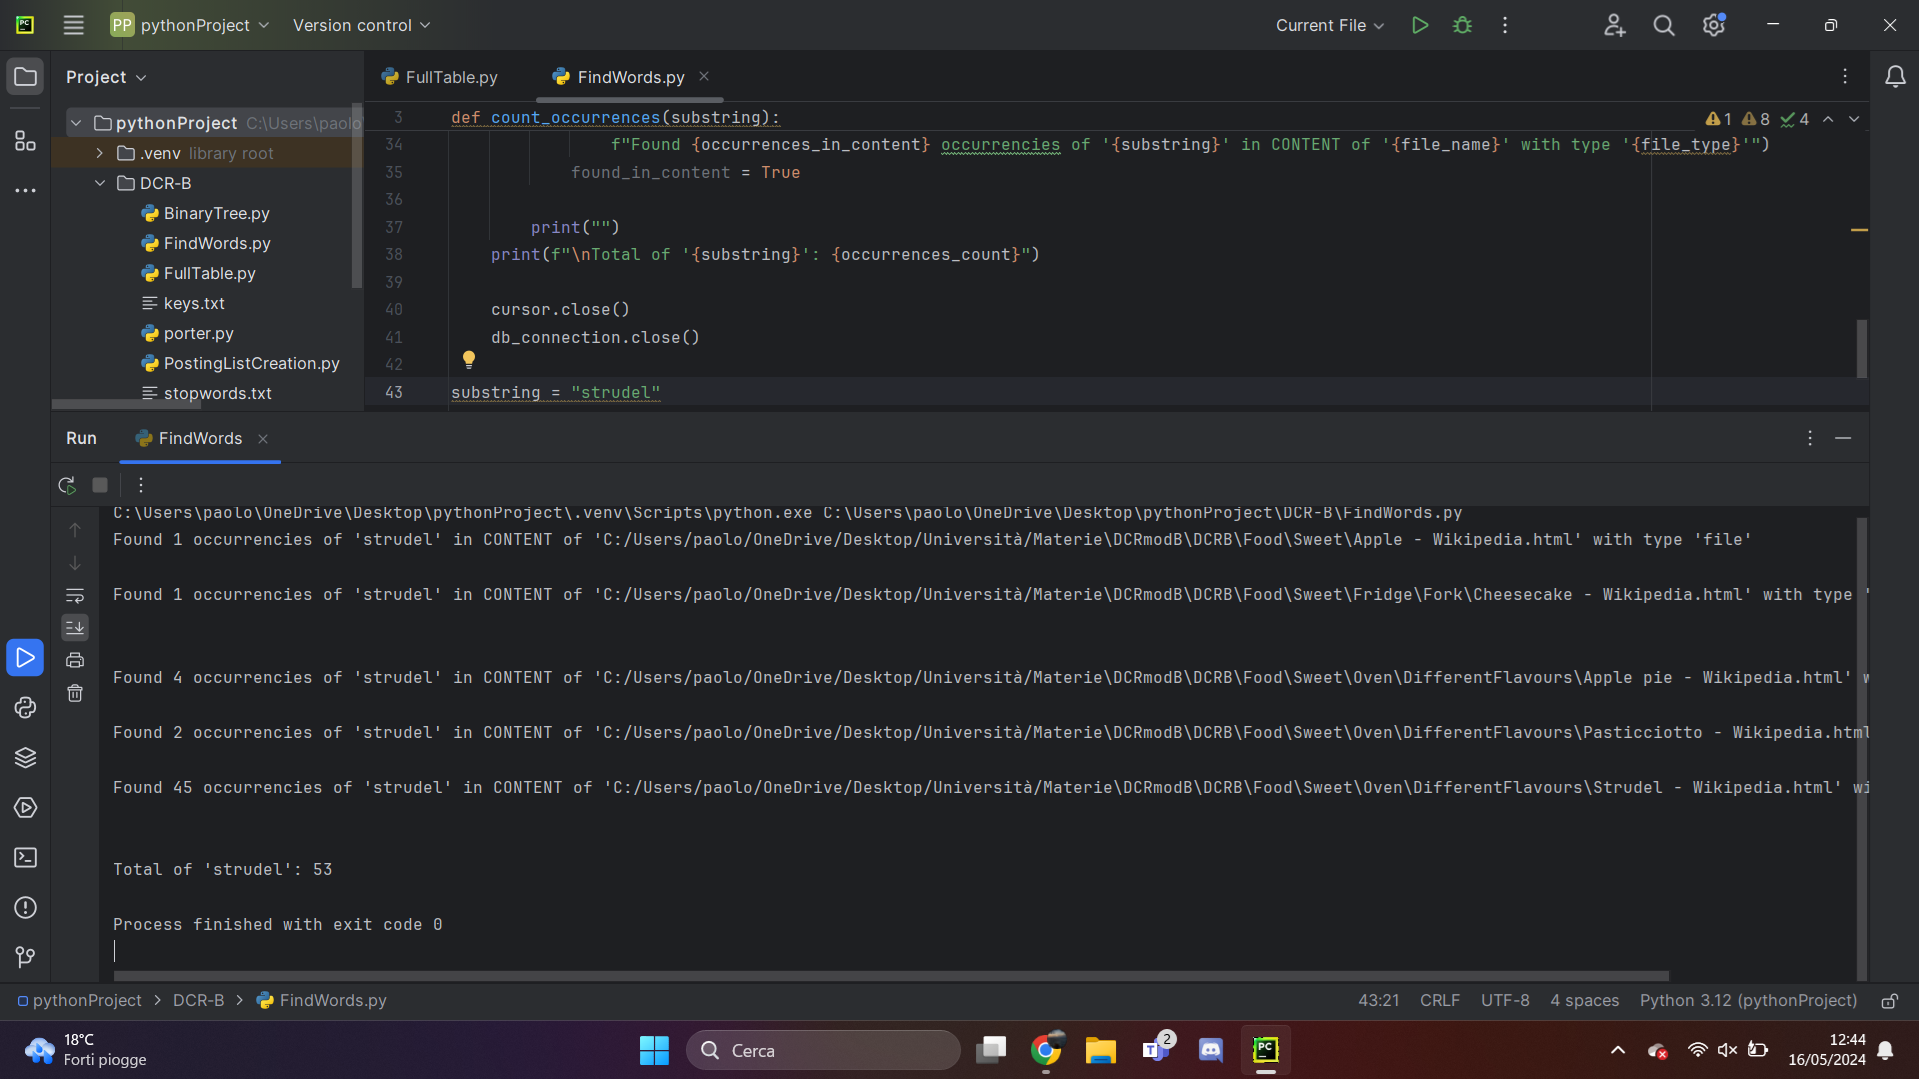 PC
PP pythonProject Version control Current File
Project
FullTable.py FindWords.py
pythonProject C:\Users\paolo
.venv library root
DCR-B
BinaryTree.py
FindWords.py
FullTable.py
keys.txt
porter.py
PostingListCreation.py
stopwords.txt
3 def count_occurrences(substring):
1 8 4
34 f"Found {occurrences_in_content} occurrencies of '{substring}' in CONTENT of '{file_name}' with type '{file_type}'")
35 found_in_content = True
36
37 print("")
38 print(f"\nTotal of '{substring}': {occurrences_count}")
39
40 cursor.close()
41 db_connection.close()
42
43 substring = "strudel"
Run FindWords
C:\Users\paolo\OneDrive\Desktop\pythonProject\.venv\Scripts\python.exe C:\Users\paolo\OneDrive\Desktop\pythonProject\DCR-B\FindWords.py
Found 1 occurrencies of 'strudel' in CONTENT of 'C:/Users/paolo/OneDrive/Desktop/Università/Materie\DCRmodB\DCRB\Food\Sweet\Apple - Wikipedia.html' with type 'file'
Found 1 occurrencies of 'strudel' in CONTENT of 'C:/Users/paolo/OneDrive/Desktop/Università/Materie\DCRmodB\DCRB\Food\Sweet\Fridge\Fork\Cheesecake - Wikipedia.html' with type '
Found 4 occurrencies of 'strudel' in CONTENT of 'C:/Users/paolo/OneDrive/Desktop/Università/Materie\DCRmodB\DCRB\Food\Sweet\Oven\DifferentFlavours\Apple pie - Wikipedia.html' w
Found 2 occurrencies of 'strudel' in CONTENT of 'C:/Users/paolo/OneDrive/Desktop/Università/Materie\DCRmodB\DCRB\Food\Sweet\Oven\DifferentFlavours\Pasticciotto - Wikipedia.html
Found 45 occurrencies of 'strudel' in CONTENT of 'C:/Users/paolo/OneDrive/Desktop/Università/Materie\DCRmodB\DCRB\Food\Sweet\Oven\DifferentFlavours\Strudel - Wikipedia.html' wi
Total of 'strudel': 53
Process finished with exit code 0
pythonProject > DCR-B > FindWords.py 43:21 CRLF UTF-8 4 spaces Python 3.12 (pythonProject)
18°C
Forti piogge
Cerca
2
PC
12:44
16/05/2024